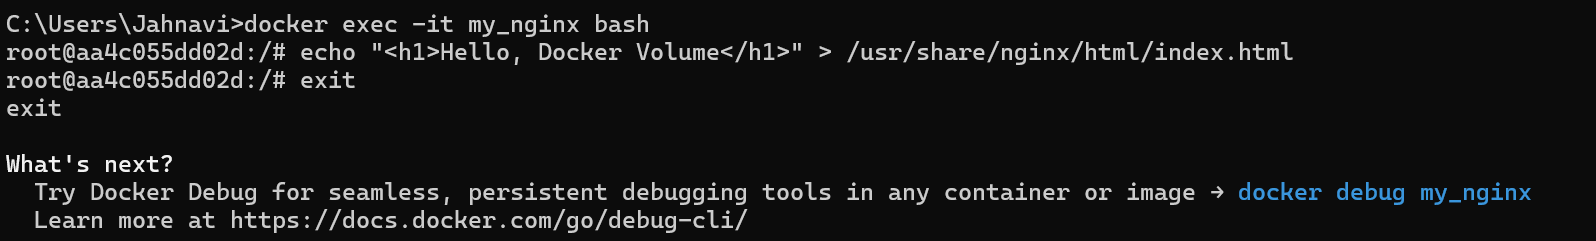 C:\Users\Jahnavi>docker exec -it my_nginx bash
root@aa4c055dd02d:/# echo "<h1>Hello, Docker Volume</h1>" > /usr/share/nginx/html/index.html
root@aa4c055dd02d:/# exit
exit
What's next?
Try Docker Debug for seamless, persistent debugging tools in any container or image → docker debug my_nginx
Learn more at https://docs.docker.com/go/debug-cli/